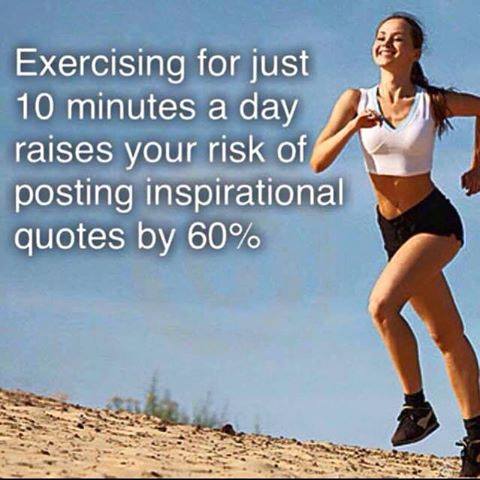 Exercising for just
10 minutes a day
raises your risk of
posting inspirational
quotes by 60%